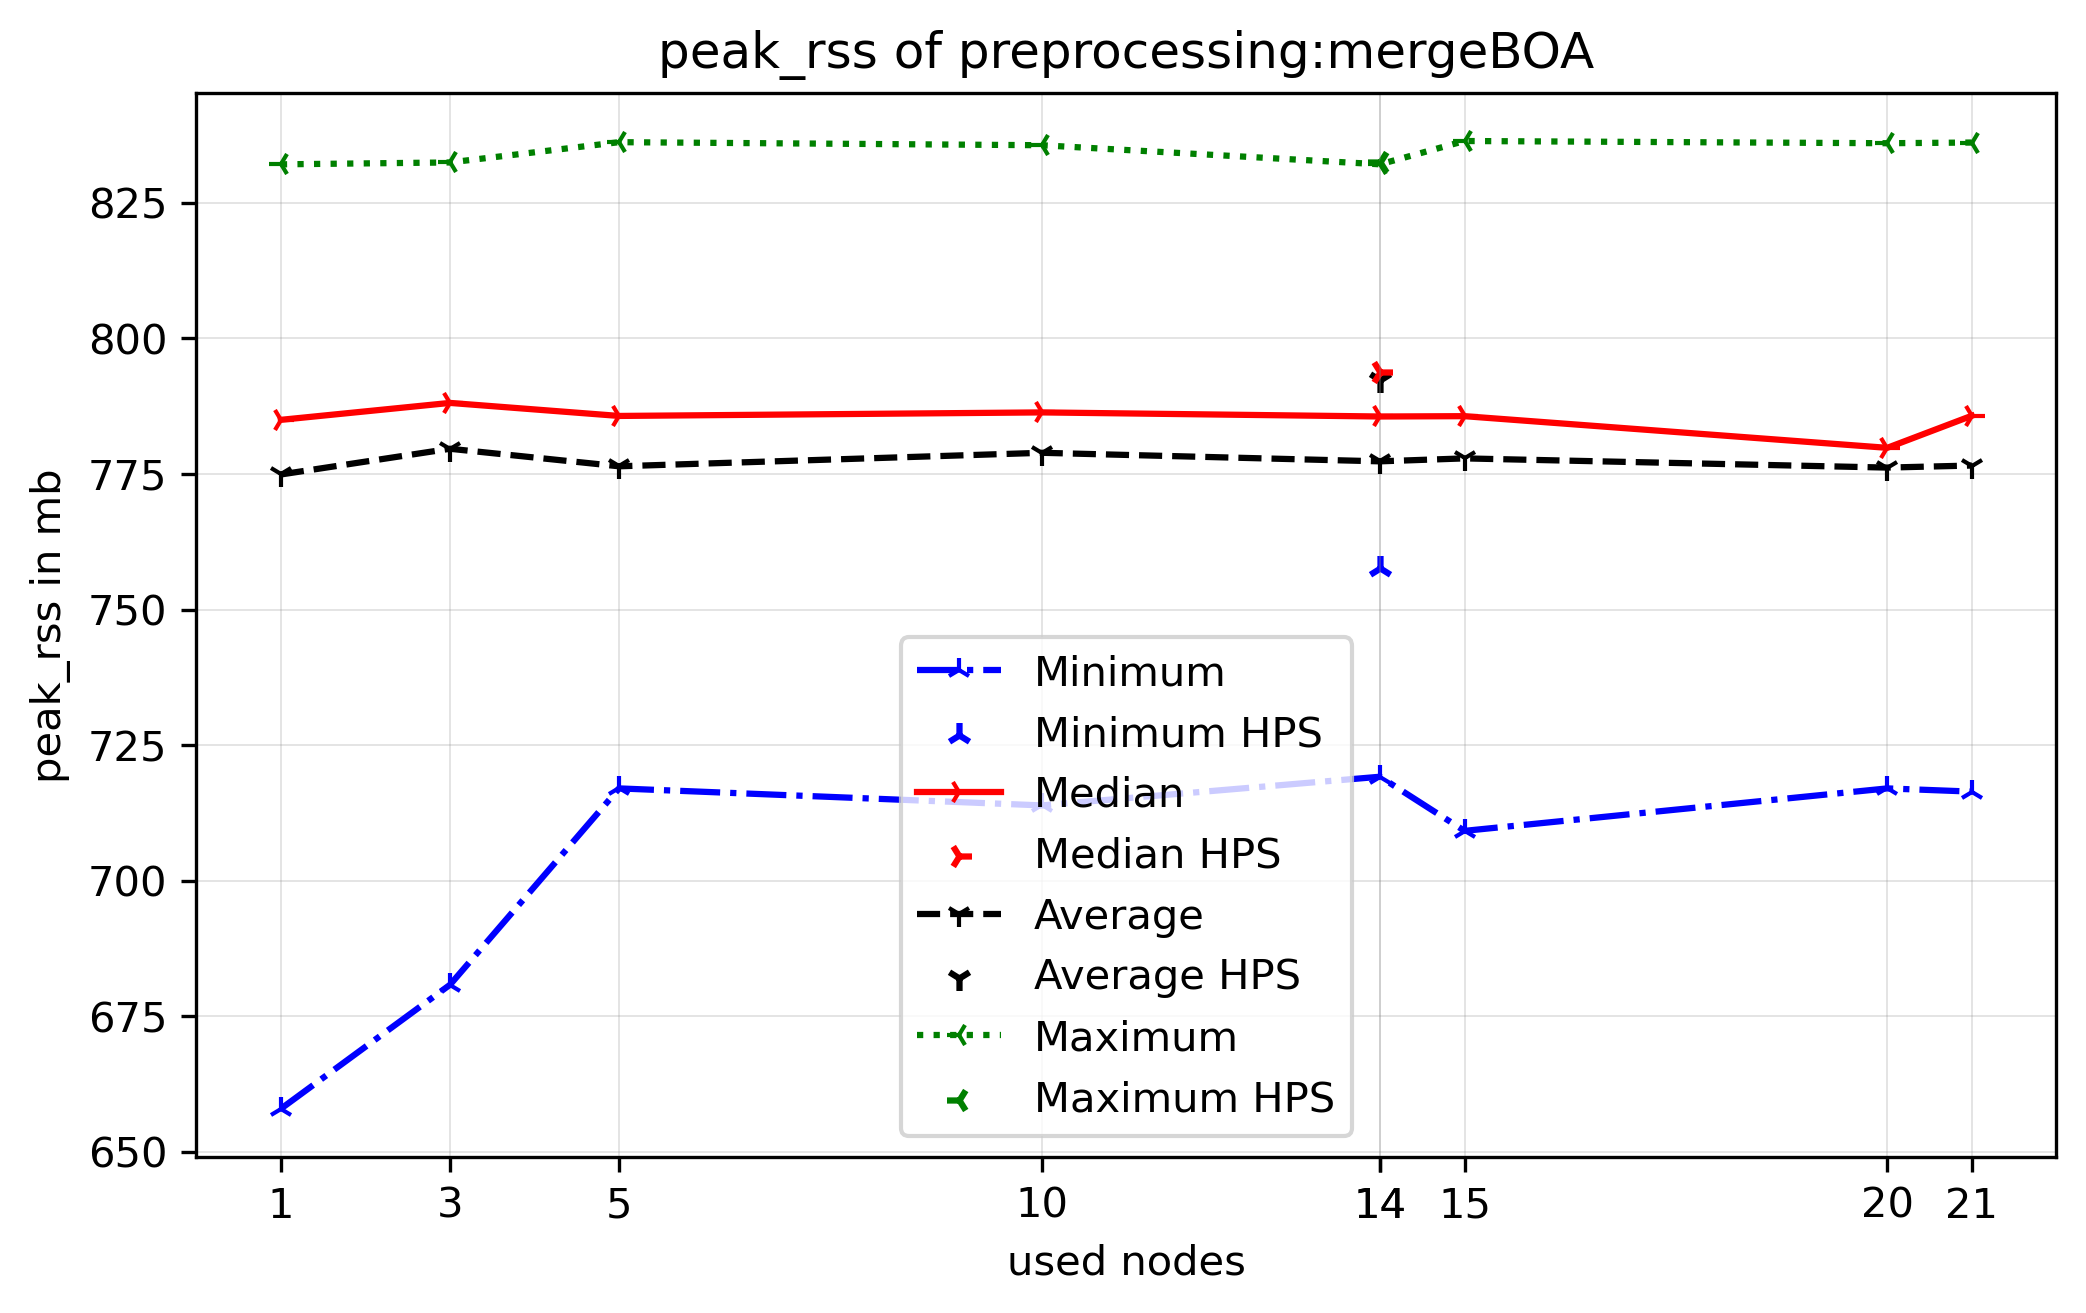 peak_rss of preprocessing:mergeBOA
peak_rss in mb
825
800
775
750
725
700
675
650
Minimum
Minimum HPS
Median
Median HPS
Average
Average HPS
Maximum
Maximum HPS
1 3 5 10 14 15 20 21
used nodes